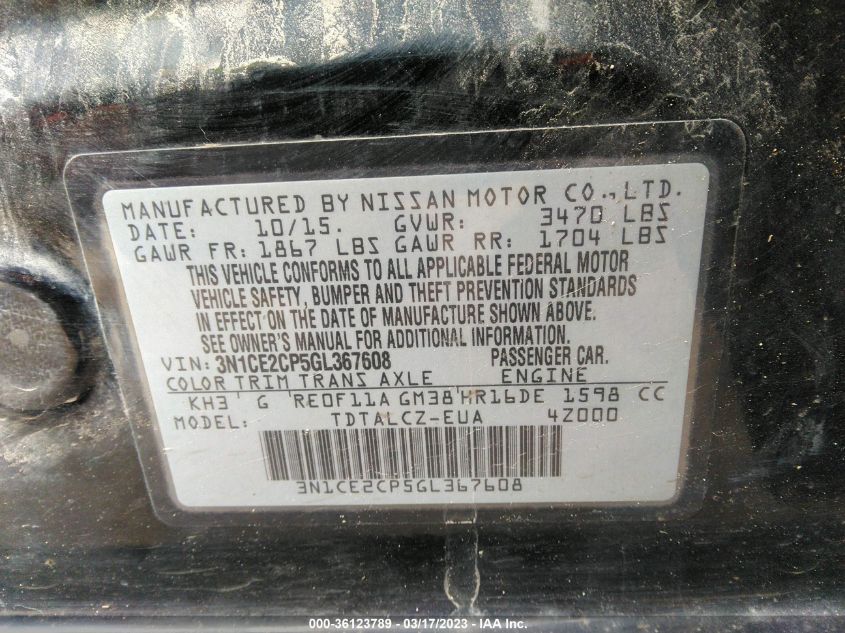 MANUFACTURED BY NISSAN MOTOR CO., LTD.
DATE: 10/15. GVWR: 3470 LBS
GAWR FR: 1867 LBS GAWR RR: 1704 LBS
THIS VEHICLE CONFORMS TO ALL APPLICABLE FEDERAL MOTOR
VEHICLE SAFETY, BUMPER AND THEFT PREVENTION STANDARDS
IN EFFECT ON THE DATE OF MANUFACTURE SHOWN ABOVE.
SEE OWNER'S MANUAL FOR ADDITIONAL INFORMATION.
VIN: 3N1CE2CP5GL367608 PASSENGER CAR.
COLOR TRIM TRANS AXLE ENGINE
KH3 G RE0F11A GM38 HR16DE 1598 CC
MODEL: TDTALCZ-EUA 4Z000
3N1CE2CP5GL367608
000-36123789 - 03/17/2023 - IAA Inc.